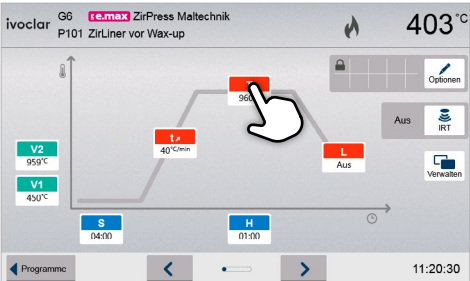 ivoclar
G6 IPS e.max ZirPress Maltechnik
P101 ZirLiner vor Wax-up
403°C
Optionen
960
t↗
40°C/min
Aus
IRT
V2
959°C
L
Aus
Verwalten
V1
450°C
S
04:00
H
01:00
Programme
11:20:30